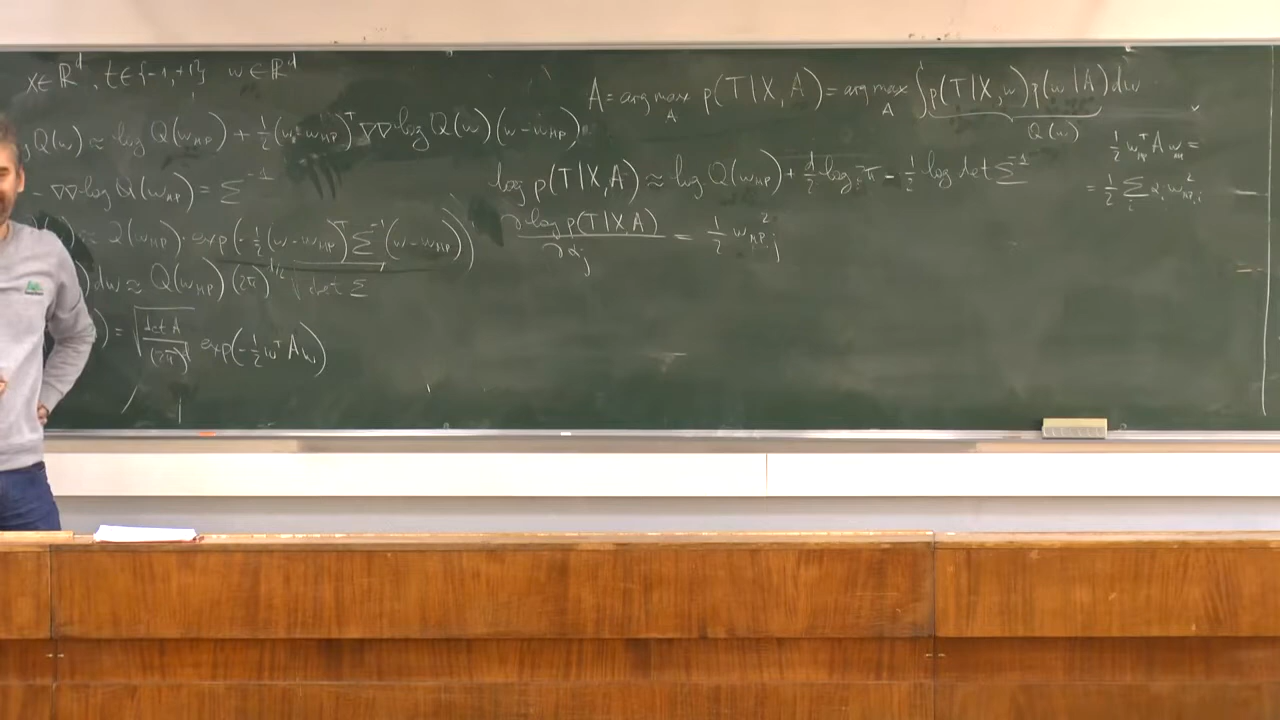 x∈ℝ^d, t∈{-1,+1} w∈ℝ^d
Q(w) ≈ log Q(w_MP) + 1/2 (w - w_MP)^T ∇∇ log Q(w) (w - w_MP)
- ∇∇ log Q(w_MP) = Σ^-1
≈ Q(w_MP) · exp(-1/2 (w - w_MP)^T Σ^-1 (w - w_MP))
) dw ≈ Q(w_MP) (2π)^1/2 √det Σ
) = √(det A / (2π)^d) exp(-1/2 w^T A w)
A = arg max_A p(T|X,A) = arg max_A ∫ p(T|X,w) p(w|A) dw
Q(w)
log p(T|X,A) ≈ log Q(w_MP) + d/2 log 2π - 1/2 log det Σ^-1
∂ log p(T|X,A) / ∂α_j = 1/2 w_MP,j^2
1/2 w_MP^T A w_MP =
= 1/2 Σ_i α_i w_MP,i^2